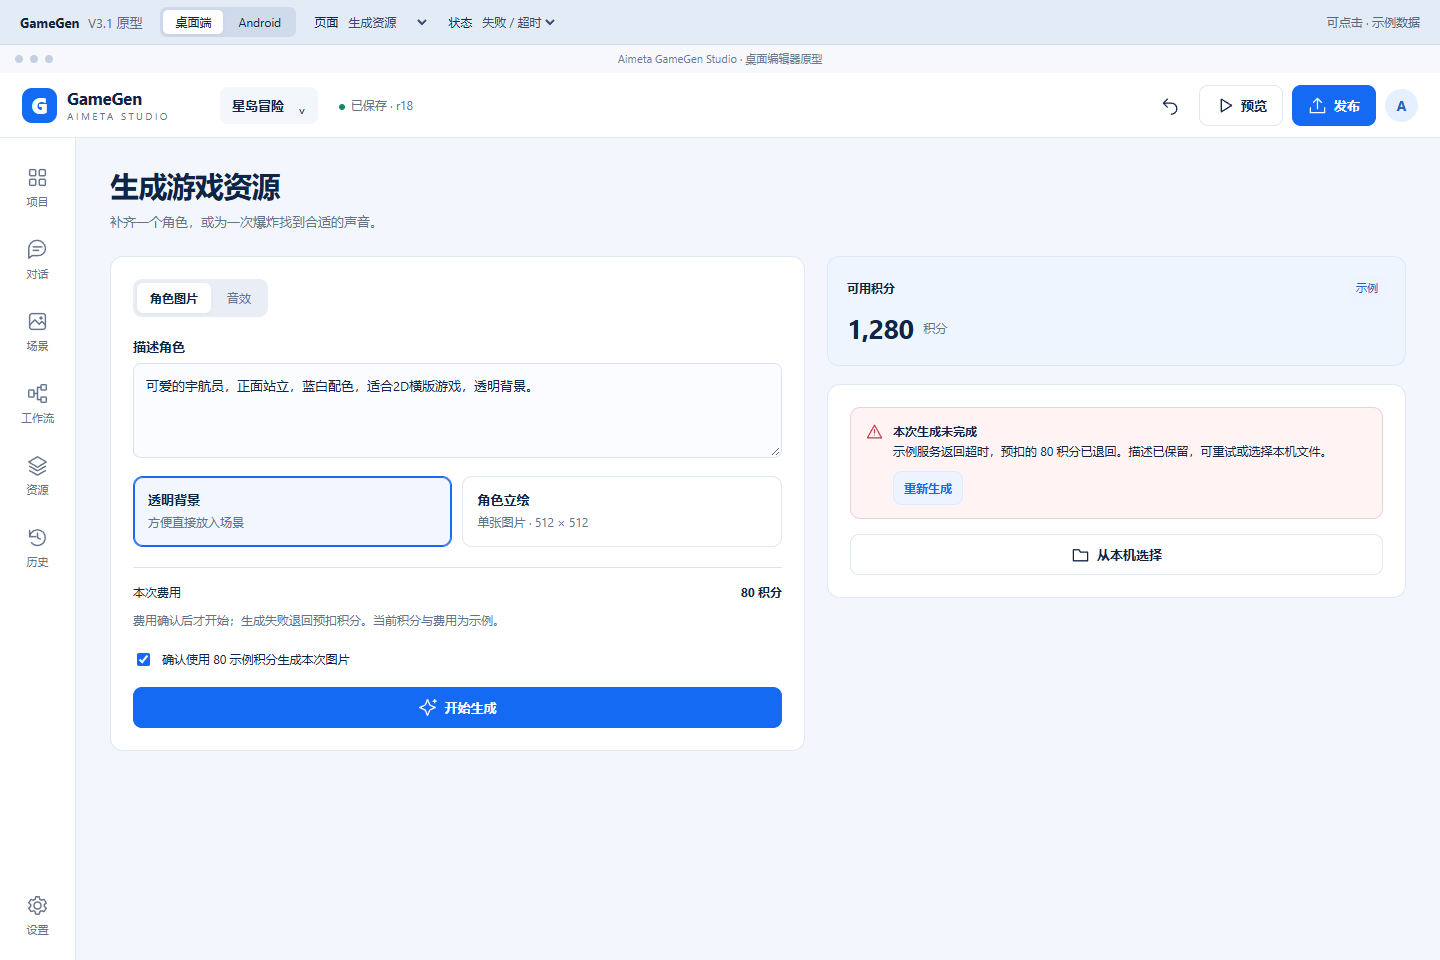 GameGen V3.1 原型 桌面端 Android 页面 生成资源 状态 失败 / 超时 可点击 · 示例数据
Aimeta GameGen Studio · 桌面编辑器原型
G GameGen
AIMETA STUDIO
星岛冒险 已保存 · r18 预览 发布 A
项目
对话
场景
工作流
资源
历史
设置
生成游戏资源
补齐一个角色，或为一次爆炸找到合适的声音。
角色图片 音效
描述角色
可爱的宇航员，正面站立，蓝白配色，适合2D横版游戏，透明背景。
透明背景
方便直接放入场景
角色立绘
单张图片 · 512 × 512
本次费用 80 积分
费用确认后才开始；生成失败退回预扣积分。当前积分与费用为示例。
确认使用 80 示例积分生成本次图片
开始生成
可用积分 示例
1,280 积分
本次生成未完成
示例服务返回超时，预扣的 80 积分已退回。描述已保留，可重试或选择本机文件。
重新生成
从本机选择